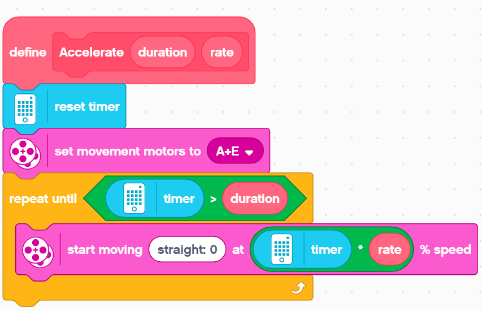 define Accelerate duration rate
reset timer
set movement motors to A+E
repeat until timer > duration
start moving straight: 0 at timer * rate % speed